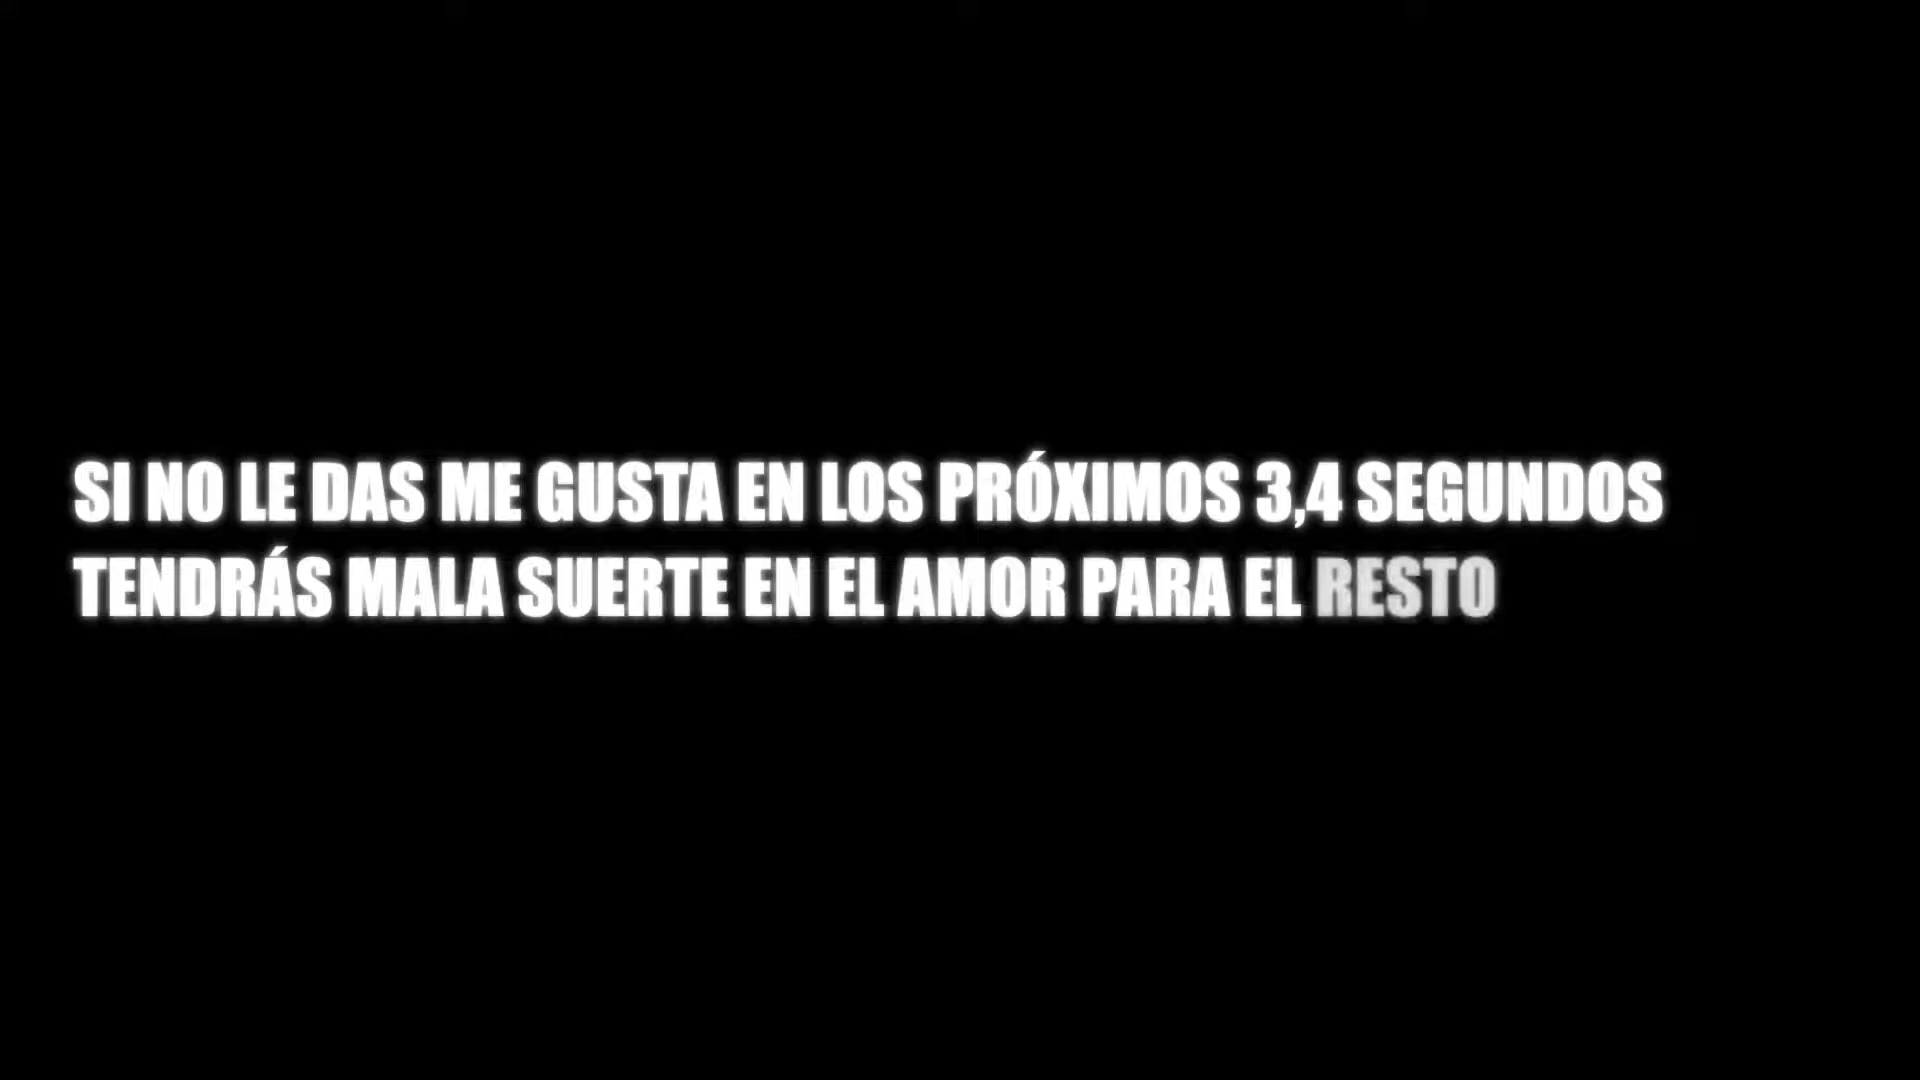 SI NO LE DAS ME GUSTA EN LOS PRÓXIMOS 3,4 SEGUNDOS
TENDRÁS MALA SUERTE EN EL AMOR PARA EL RESTO